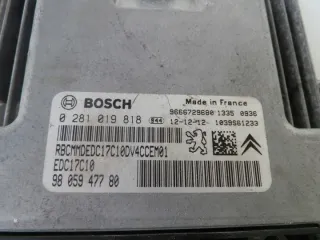 BOSCH
Made in France
0 281 019 818
9666729680 1335 0936
12-12-12- 1039S61233
RBCMMDEDC17C10DV4CCEM01
EDC17C10
98 059 477 80